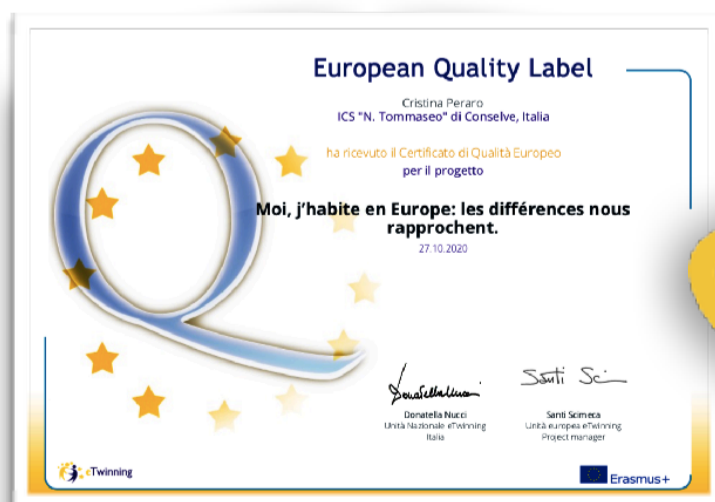 European Quality Label
Cristina Peraro
ICS "N. Tommaseo" di Conselve, Italia
ha ricevuto il Certificato di Qualità Europeo
per il progetto
Moi, j'habite en Europe: les différences nous
rapprochent.
27.10.2020
Donatella Nucci
Unità Nazionale eTwinning
Italia
Santi Scimeca
Unità europea eTwinning
Project manager
eTwinning
Erasmus+